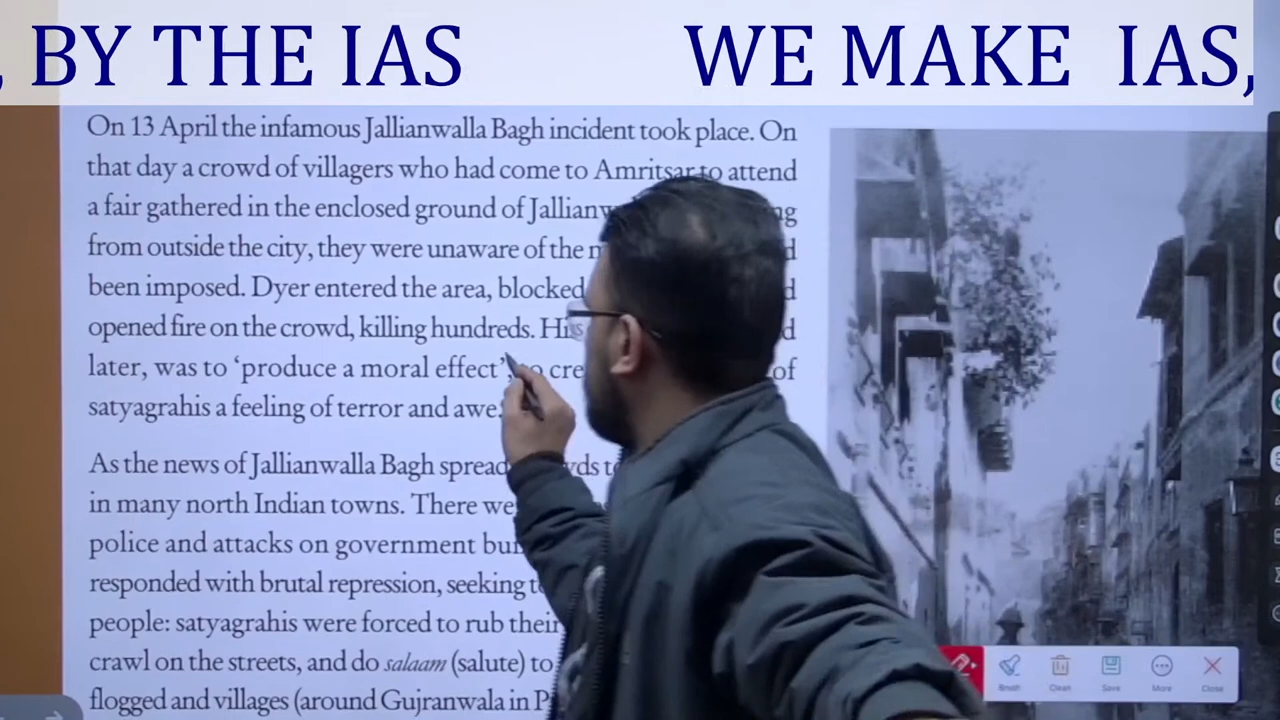 , BY THE IAS WE MAKE IAS,
On 13 April the infamous Jallianwalla Bagh incident took place. On
that day a crowd of villagers who had come to Amritsar to attend
a fair gathered in the enclosed ground of
from outside the city, they were unaware of the
been imposed. Dyer entered the area, blocked
opened fire on the crowd, killing hundreds. His
later, was to ‘produce a moral effect’, of
satyagrahis a feeling of terror and awe.
As the news of Jallianwalla Bagh spread
in many north Indian towns. There
police and attacks on government
responded with brutal repression, seeking
people: satyagrahis were forced to rub their
crawl on the streets, and do salaam (salute) to
flogged and villages (around Gujranwala in
Brush Clean Save More Close